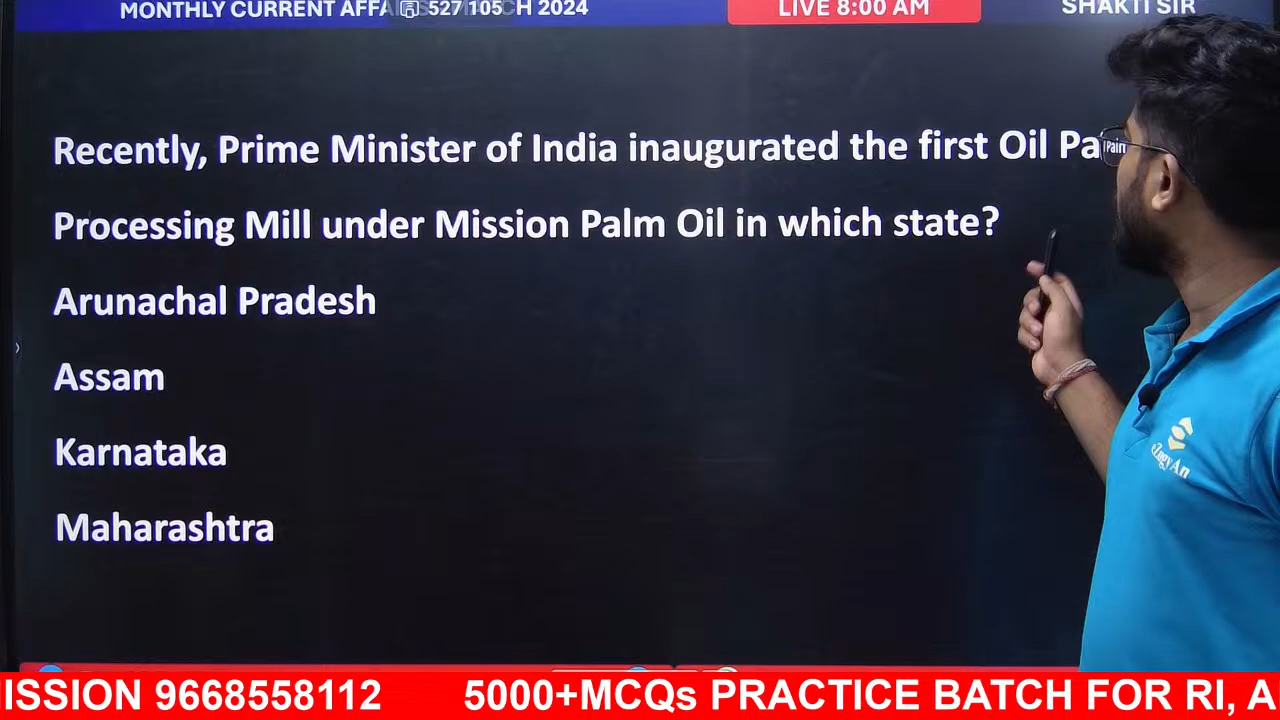 MONTHLY CURRENT AFFA 527 105 CH 2024 LIVE 8:00 AM SHAKTI SIR
Recently, Prime Minister of India inaugurated the first Oil Pa
Processing Mill under Mission Palm Oil in which state?
Arunachal Pradesh
Assam
Karnataka
Maharashtra
MISSION 9668558112 5000+MCQs PRACTICE BATCH FOR RI, A